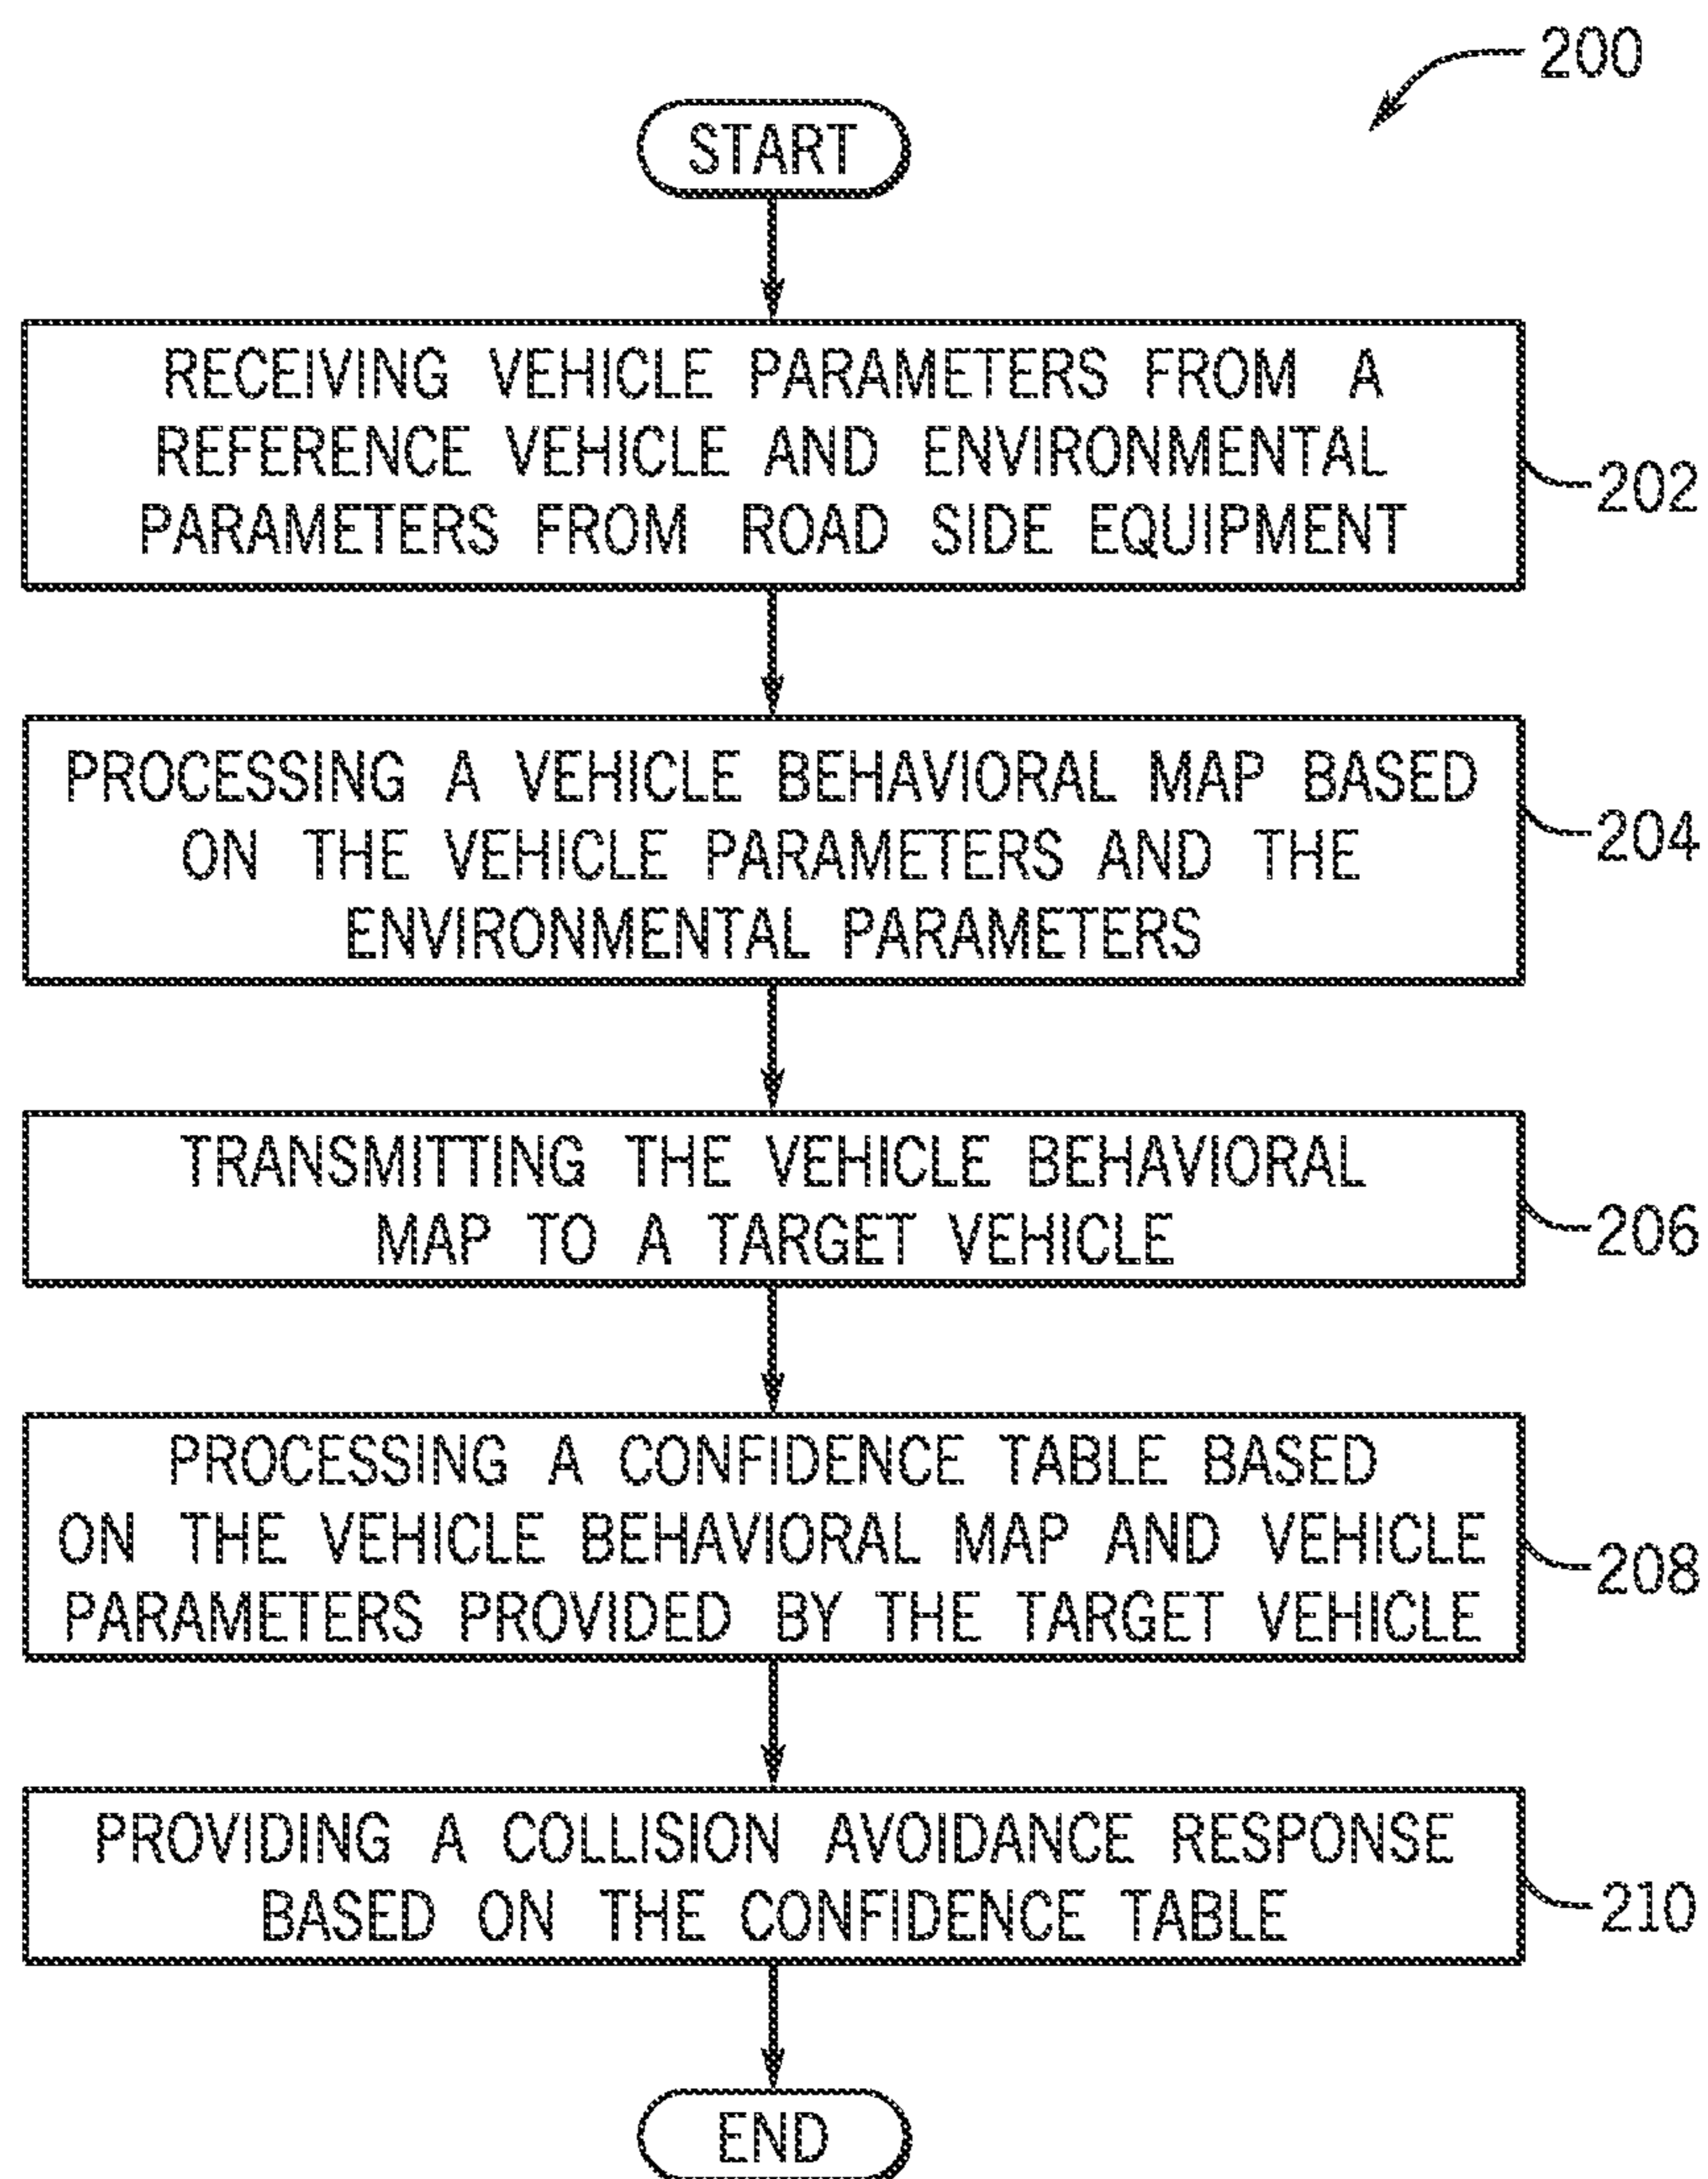 200
START
RECEIVING VEHICLE PARAMETERS FROM A
REFERENCE VEHICLE AND ENVIRONMENTAL
PARAMETERS FROM ROAD SIDE EQUIPMENT
202
PROCESSING A VEHICLE BEHAVIORAL MAP BASED
ON THE VEHICLE PARAMETERS AND THE
ENVIRONMENTAL PARAMETERS
204
TRANSMITTING THE VEHICLE BEHAVIORAL
MAP TO A TARGET VEHICLE
206
PROCESSING A CONFIDENCE TABLE BASED
ON THE VEHICLE BEHAVIORAL MAP AND VEHICLE
PARAMETERS PROVIDED BY THE TARGET VEHICLE
208
PROVIDING A COLLISION AVOIDANCE RESPONSE
BASED ON THE CONFIDENCE TABLE
210
END